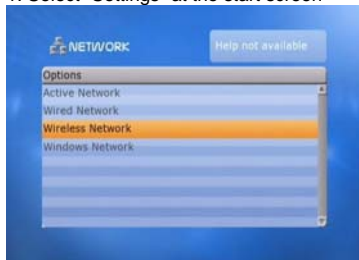 1. Select "Settings" at the start screen
NETWORK
Help not available
Options
Active Network
Wired Network
Wireless Network
Windows Network